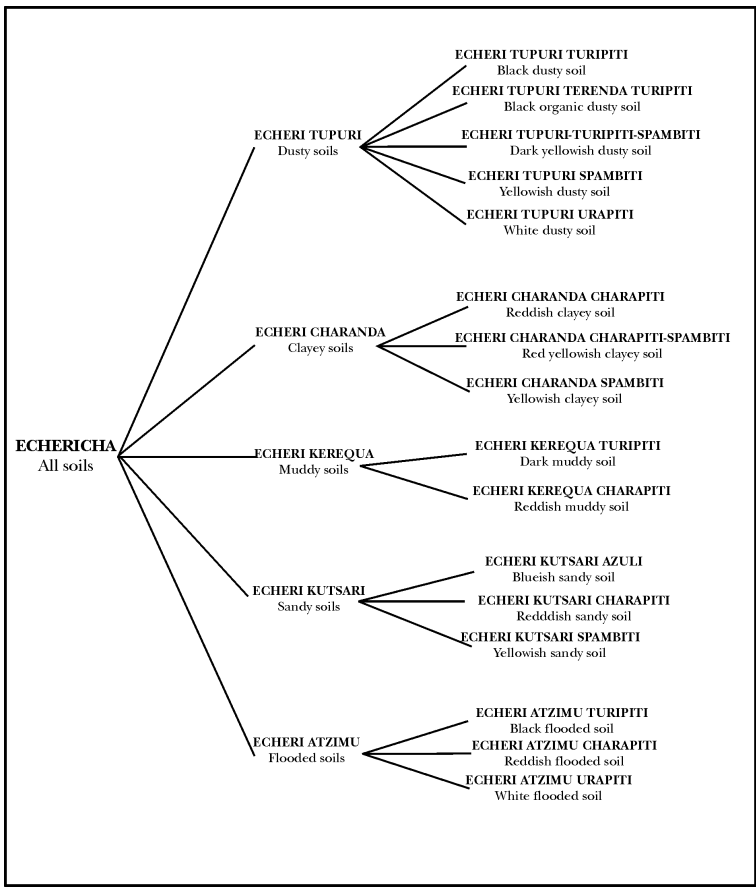 ECHERICHA
All soils
ECHERI TUPURI
Dusty soils
ECHERI TUPURI TURIPITI
Black dusty soil
ECHERI TUPURI TERENDA TURIPITI
Black organic dusty soil
ECHERI TUPURI-TURIPITI-SPAMBITI
Dark yellowish dusty soil
ECHERI TUPURI SPAMBITI
Yellowish dusty soil
ECHERI TUPURI URAPITI
White dusty soil
ECHERI CHARANDA
Clayey soils
ECHERI CHARANDA CHARAPITI
Reddish clayey soil
ECHERI CHARANDA CHARAPITI-SPAMBITI
Red yellowish clayey soil
ECHERI CHARANDA SPAMBITI
Yellowish clayey soil
ECHERI KEREQUA
Muddy soils
ECHERI KEREQUA TURIPITI
Dark muddy soil
ECHERI KEREQUA CHARAPITI
Reddish muddy soil
ECHERI KUTSARI
Sandy soils
ECHERI KUTSARI AZULI
Blueish sandy soil
ECHERI KUTSARI CHARAPITI
Redddish sandy soil
ECHERI KUTSARI SPAMBITI
Yellowish sandy soil
ECHERI ATZIMU
Flooded soils
ECHERI ATZIMU TURIPITI
Black flooded soil
ECHERI ATZIMU CHARAPITI
Reddish flooded soil
ECHERI ATZIMU URAPITI
White flooded soil